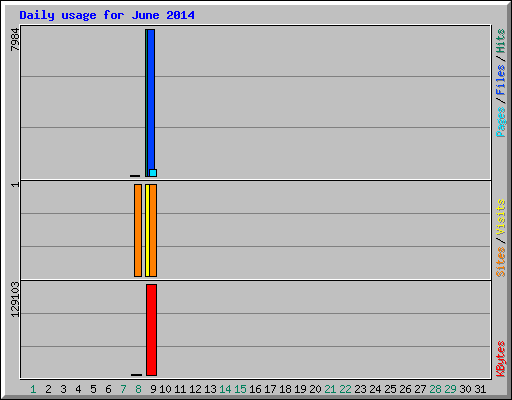 Daily usage for June 2014
7984
Pages / Files / Hits
1
Sites / Visits
129103
KBytes
1 2 3 4 5 6 7 8 9 10 11 12 13 14 15 16 17 18 19 20 21 22 23 24 25 26 27 28 29 30 31